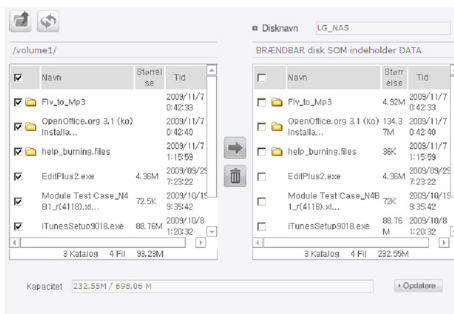 Disknavn LG_NAS
/volume1/
BRÆNDBAR disk SOM indeholder DATA
Navn Størrelse Tid
Flv_to_Mp3 2009/11/7 0:42:33
OpenOffice.org 3.1 (ko) Installa... 2009/11/7 0:42:40
help_burning.files 2009/11/7 1:15:59
EditPlus2.exe 4.36M 2009/09/29 7:23:22
Module Test Case_N4B1_r(4118).xl... 72.5K 2009/10/19 9:35:42
iTunesSetup9018.exe 88.76M 2009/10/8 1:20:32
3 Katalog 4 Fil 93.23M
Navn Størrelse Tid
Flv_to_Mp3 4.92M 2009/11/7 0:42:33
OpenOffice.org 3.1 (ko) Installa... 134.37M 2009/11/7 0:42:40
help_burning.files 36K 2009/11/7 1:15:59
EditPlus2.exe 4.36M 2009/09/29 7:23:22
Module Test Case_N4B1_r(4118).xl... 72K 2009/10/19 9:35:42
iTunesSetup9018.exe 88.76M 2009/10/8 1:20:32
3 Katalog 4 Fil 232.55M
Kapacitet 232.55M / 698.06 M
Opdatere